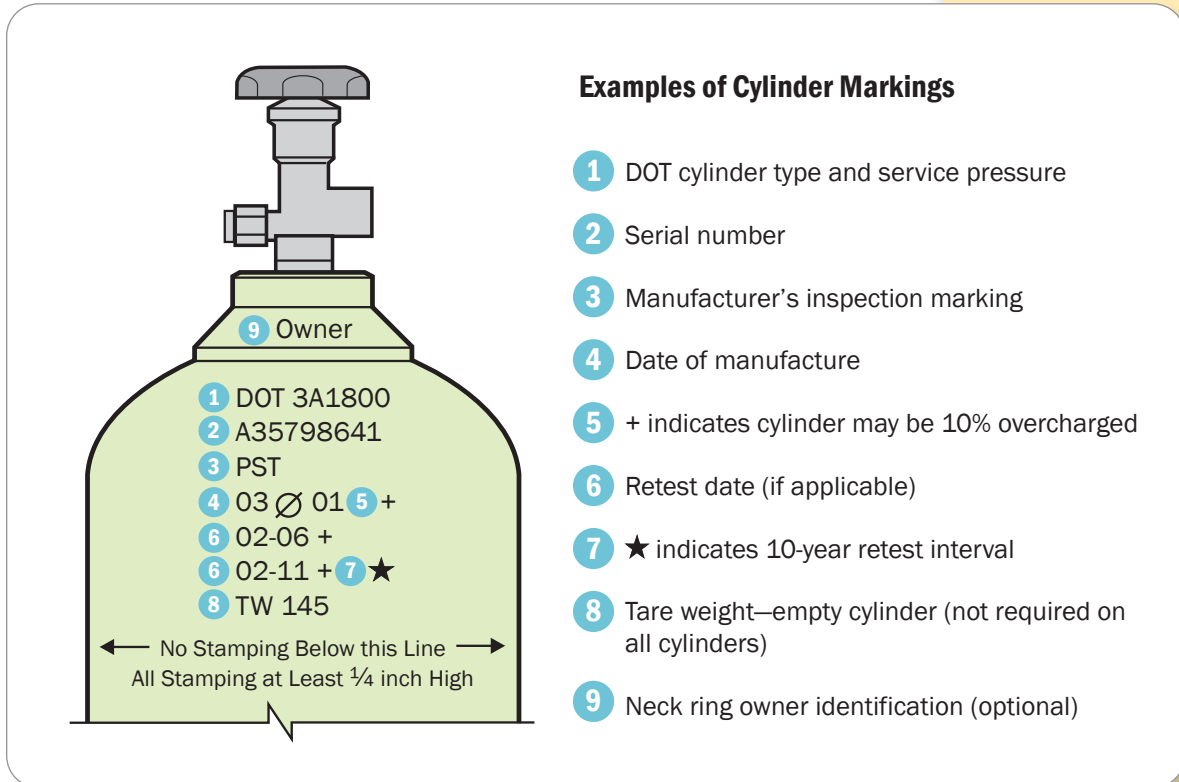 9 Owner
1 DOT 3A1800
2 A35798641
3 PST
4 03 ∅ 01 5 +
6 02-06 +
6 02-11 + 7 ★
8 TW 145
No Stamping Below this Line
All Stamping at Least ¼ inch High
Examples of Cylinder Markings
1 DOT cylinder type and service pressure
2 Serial number
3 Manufacturer’s inspection marking
4 Date of manufacture
5 + indicates cylinder may be 10% overcharged
6 Retest date (if applicable)
7 ★ indicates 10-year retest interval
8 Tare weight—empty cylinder (not required on
all cylinders)
9 Neck ring owner identification (optional)